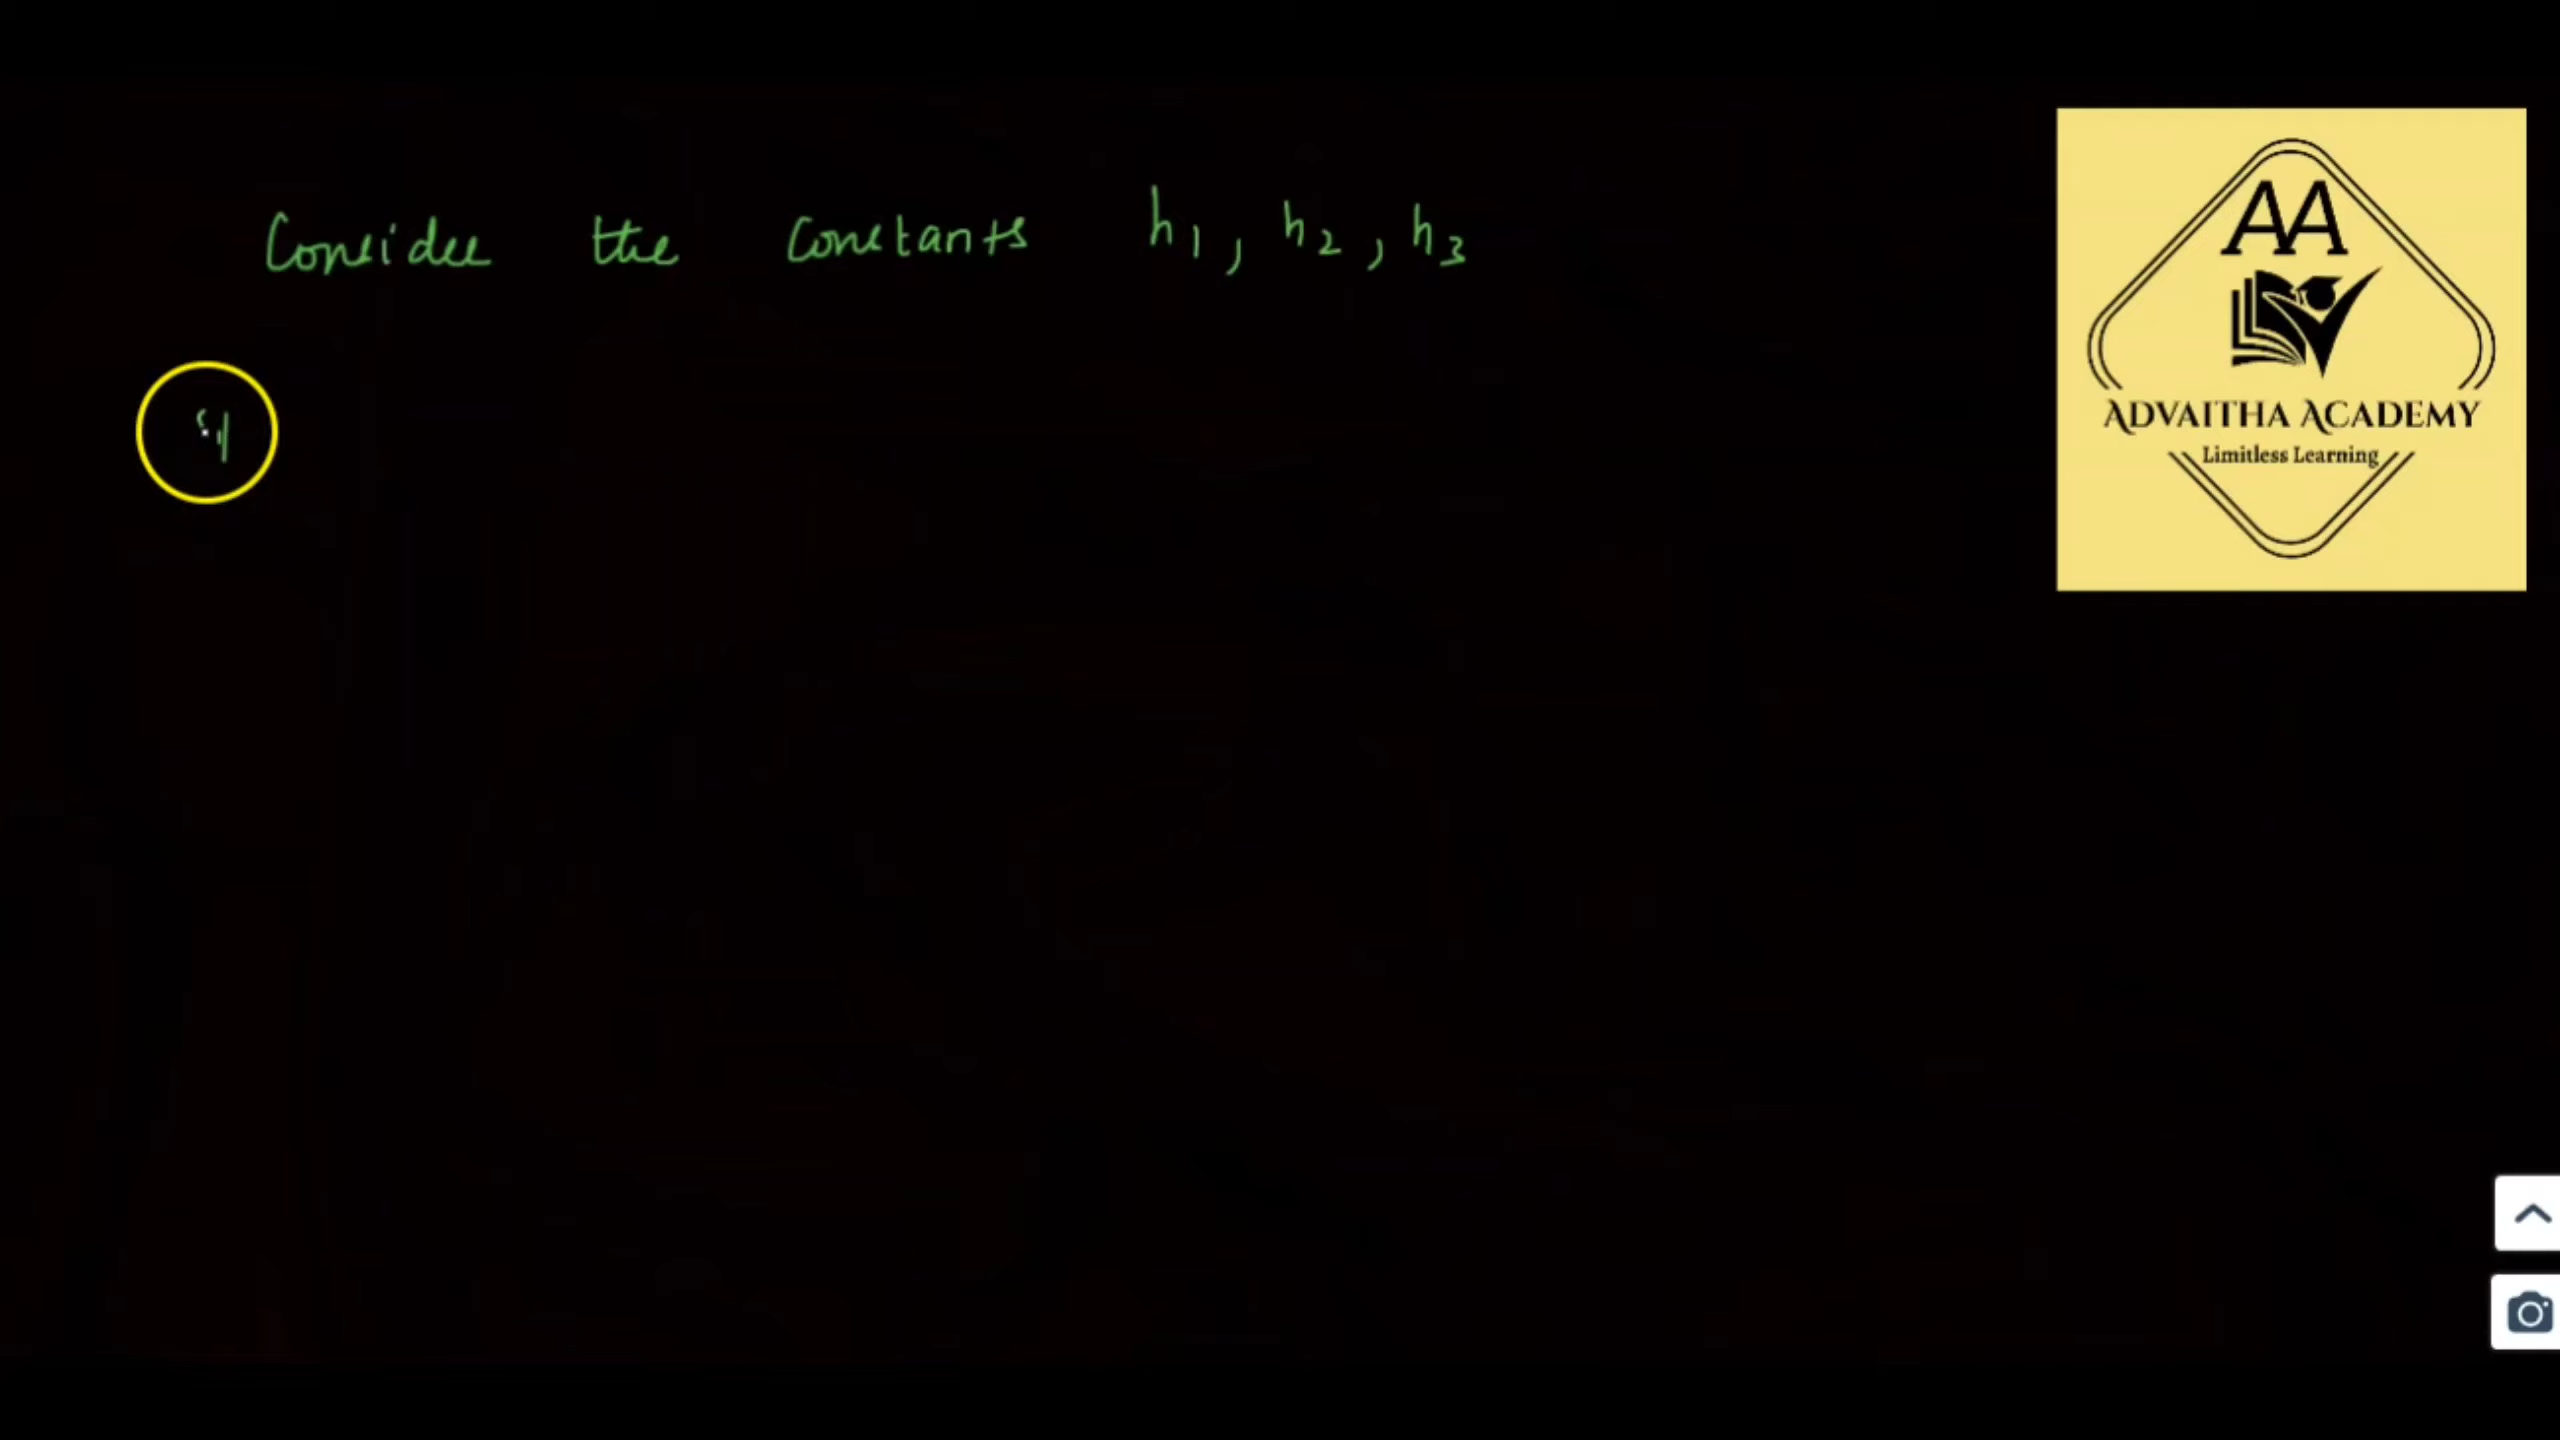 Consider the constants h1, h2, h3
AA
ADVAITHA ACADEMY
Limitless Learning